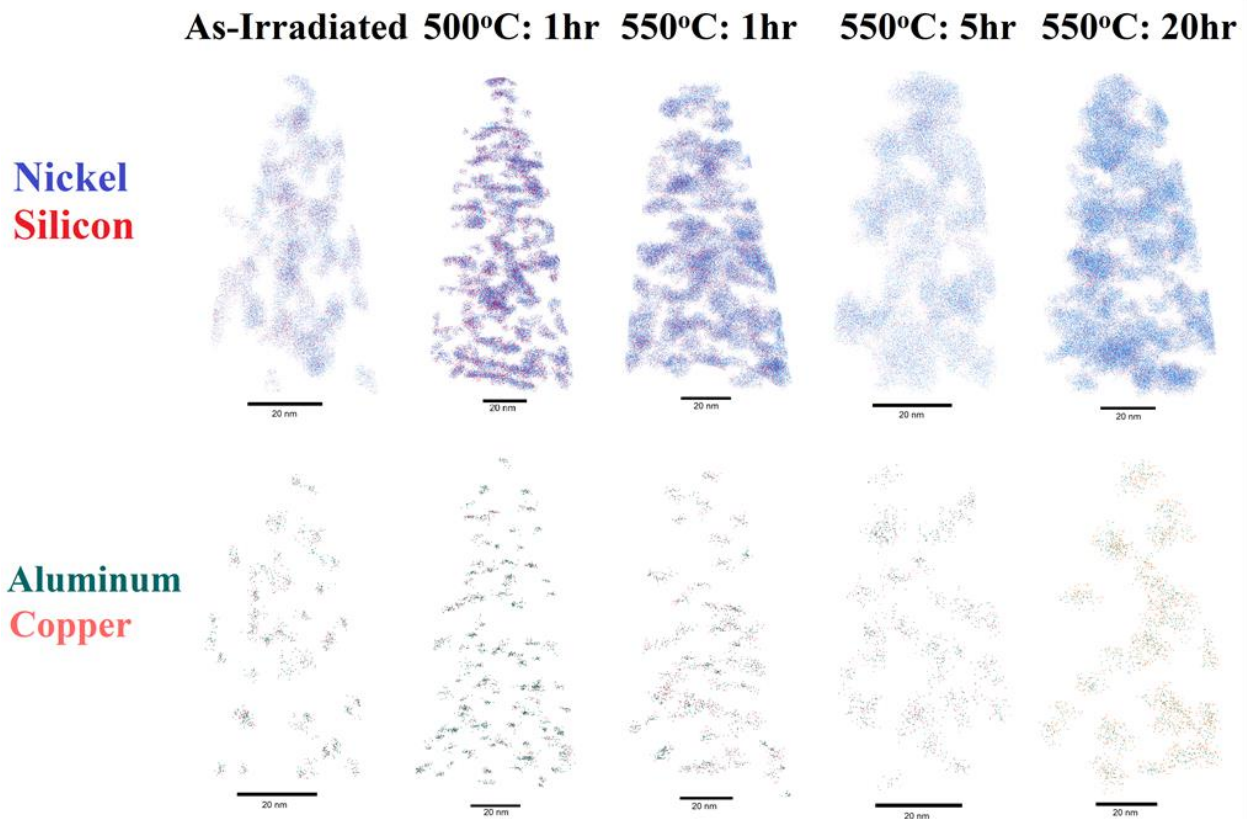 As-Irradiated 500°C: 1hr 550°C: 1hr 550°C: 5hr 550°C: 20hr
Nickel
Silicon
20 nm 20 nm 20 nm 20 nm 20 nm
Aluminum
Copper
20 nm 20 nm 20 nm 20 nm 20 nm